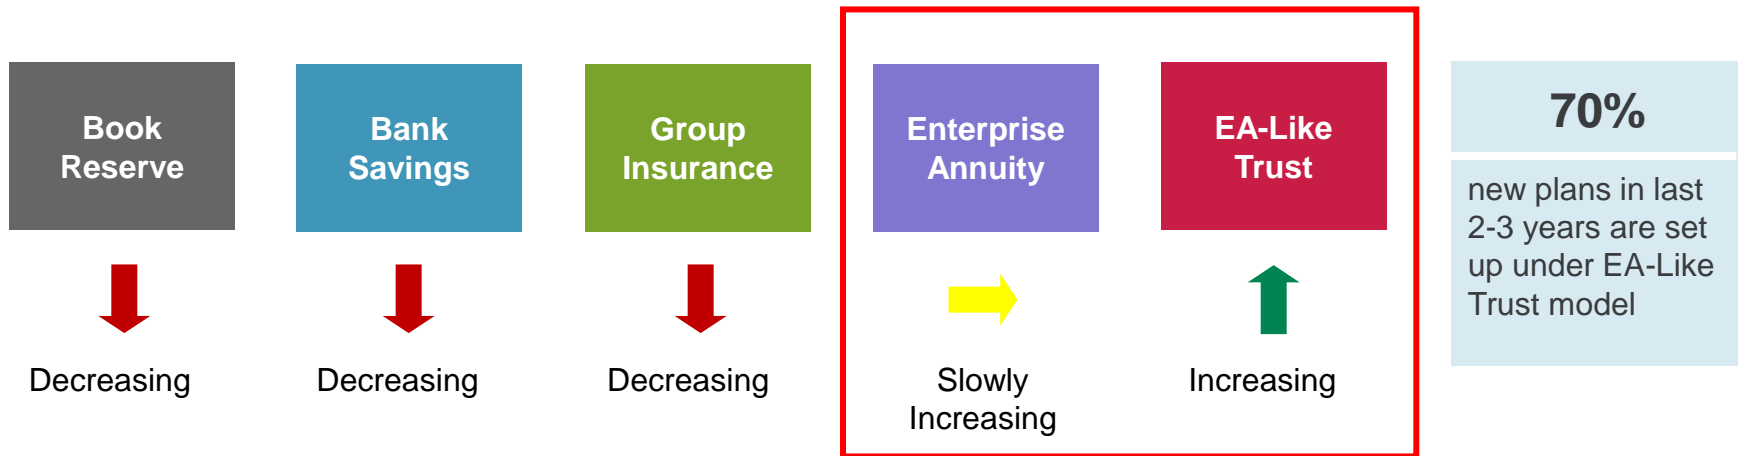 Book
Reserve
Bank
Savings
Group
Insurance
Enterprise
Annuity
EA-Like
Trust
70%
new plans in last
2-3 years are set
up under EA-Like
Trust model
Decreasing
Decreasing
Decreasing
Slowly
Increasing
Increasing